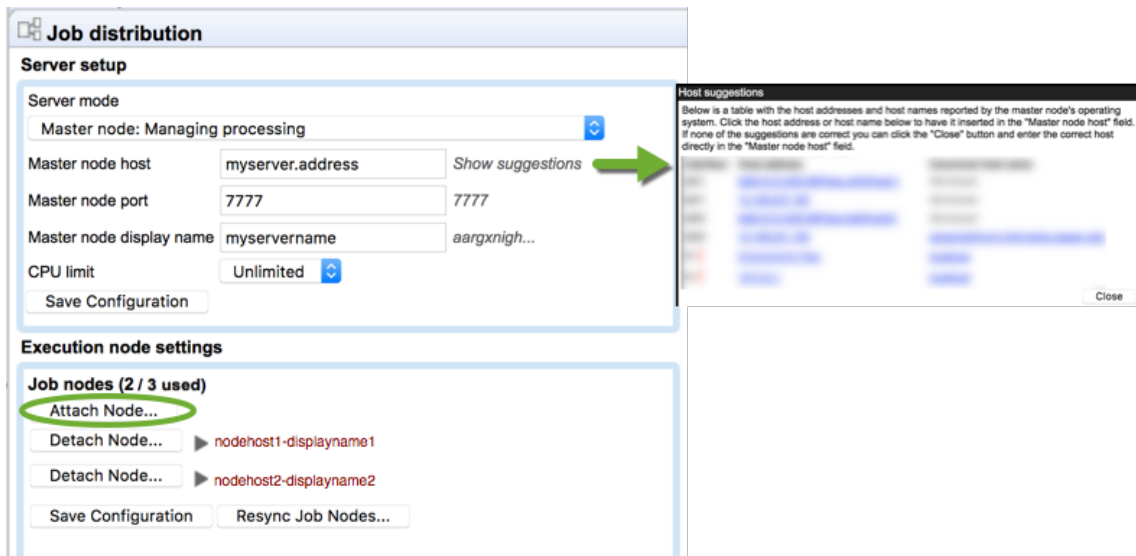 Job distribution
Server setup
Server mode
Master node: Managing processing
Master node host myserver.address Show suggestions
Master node port 7777 7777
Master node display name myservername aargxnigh...
CPU limit Unlimited
Save Configuration
Host suggestions
Below is a table with the host addresses and host names reported by the master node's operating
system. Click the host address or host name below to have it inserted in the "Master node host" field.
If none of the suggestions are correct you can click the "Close" button and enter the correct host
directly in the "Master node host" field.
Close
Execution node settings
Job nodes (2 / 3 used)
Attach Node...
Detach Node... nodehost1-displayname1
Detach Node... nodehost2-displayname2
Save Configuration Resync Job Nodes...